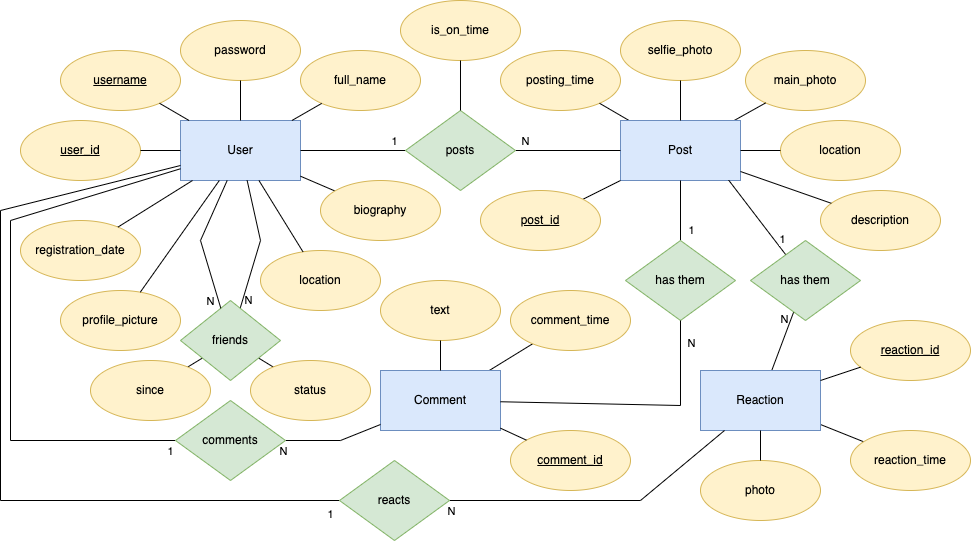 is_on_time
password
selfie_photo
username
full_name
posting_time
main_photo
user_id
User
1
posts
N
Post
location
biography
post_id
description
registration_date
1
1
location
has them
has them
N
N
profile_picture
text
comment_time
N
friends
N
reaction_id
since
status
Comment
Reaction
comments
1
N
comment_id
reaction_time
photo
reacts
1
N